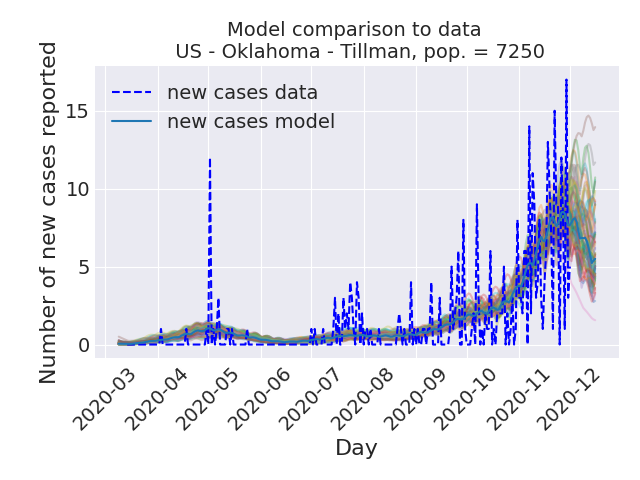 Model comparison to data
US - Oklahoma - Tillman, pop. = 7250
new cases data
new cases model
Number of new cases reported
15
10
5
0
2020-03
2020-04
2020-05
2020-06
2020-07
2020-08
2020-09
2020-10
2020-11
2020-12
Day